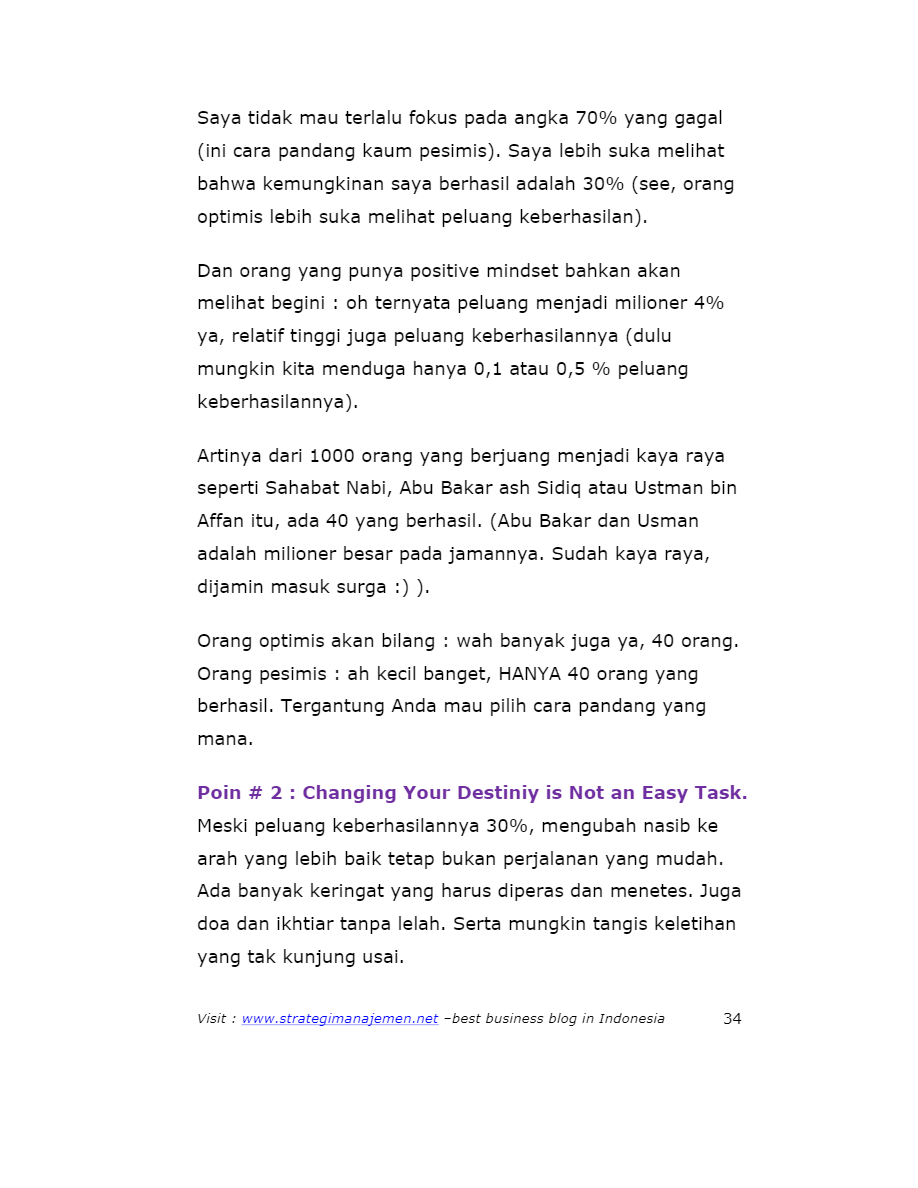 Saya tidak mau terlalu fokus pada angka 70% yang gagal
(ini cara pandang kaum pesimis). Saya lebih suka melihat
bahwa kemungkinan saya berhasil adalah 30% (see, orang
optimis lebih suka melihat peluang keberhasilan).
Dan orang yang punya positive mindset bahkan akan
melihat begini : oh ternyata peluang menjadi milioner 4%
ya, relatif tinggi juga peluang keberhasilannya (dulu
mungkin kita menduga hanya 0,1 atau 0,5 % peluang
keberhasilannya).
Artinya dari 1000 orang yang berjuang menjadi kaya raya
seperti Sahabat Nabi, Abu Bakar ash Sidiq atau Ustman bin
Affan itu, ada 40 yang berhasil. (Abu Bakar dan Usman
adalah milioner besar pada jamannya. Sudah kaya raya,
dijamin masuk surga :) ).
Orang optimis akan bilang : wah banyak juga ya, 40 orang.
Orang pesimis : ah kecil banget, HANYA 40 orang yang
berhasil. Tergantung Anda mau pilih cara pandang yang
mana.
Poin # 2 : Changing Your Destiniy is Not an Easy Task.
Meski peluang keberhasilannya 30%, mengubah nasib ke
arah yang lebih baik tetap bukan perjalanan yang mudah.
Ada banyak keringat yang harus diperas dan menetes. Juga
doa dan ikhtiar tanpa lelah. Serta mungkin tangis keletihan
yang tak kunjung usai.
Visit : www.strategimanajemen.net –best business blog in Indonesia 34